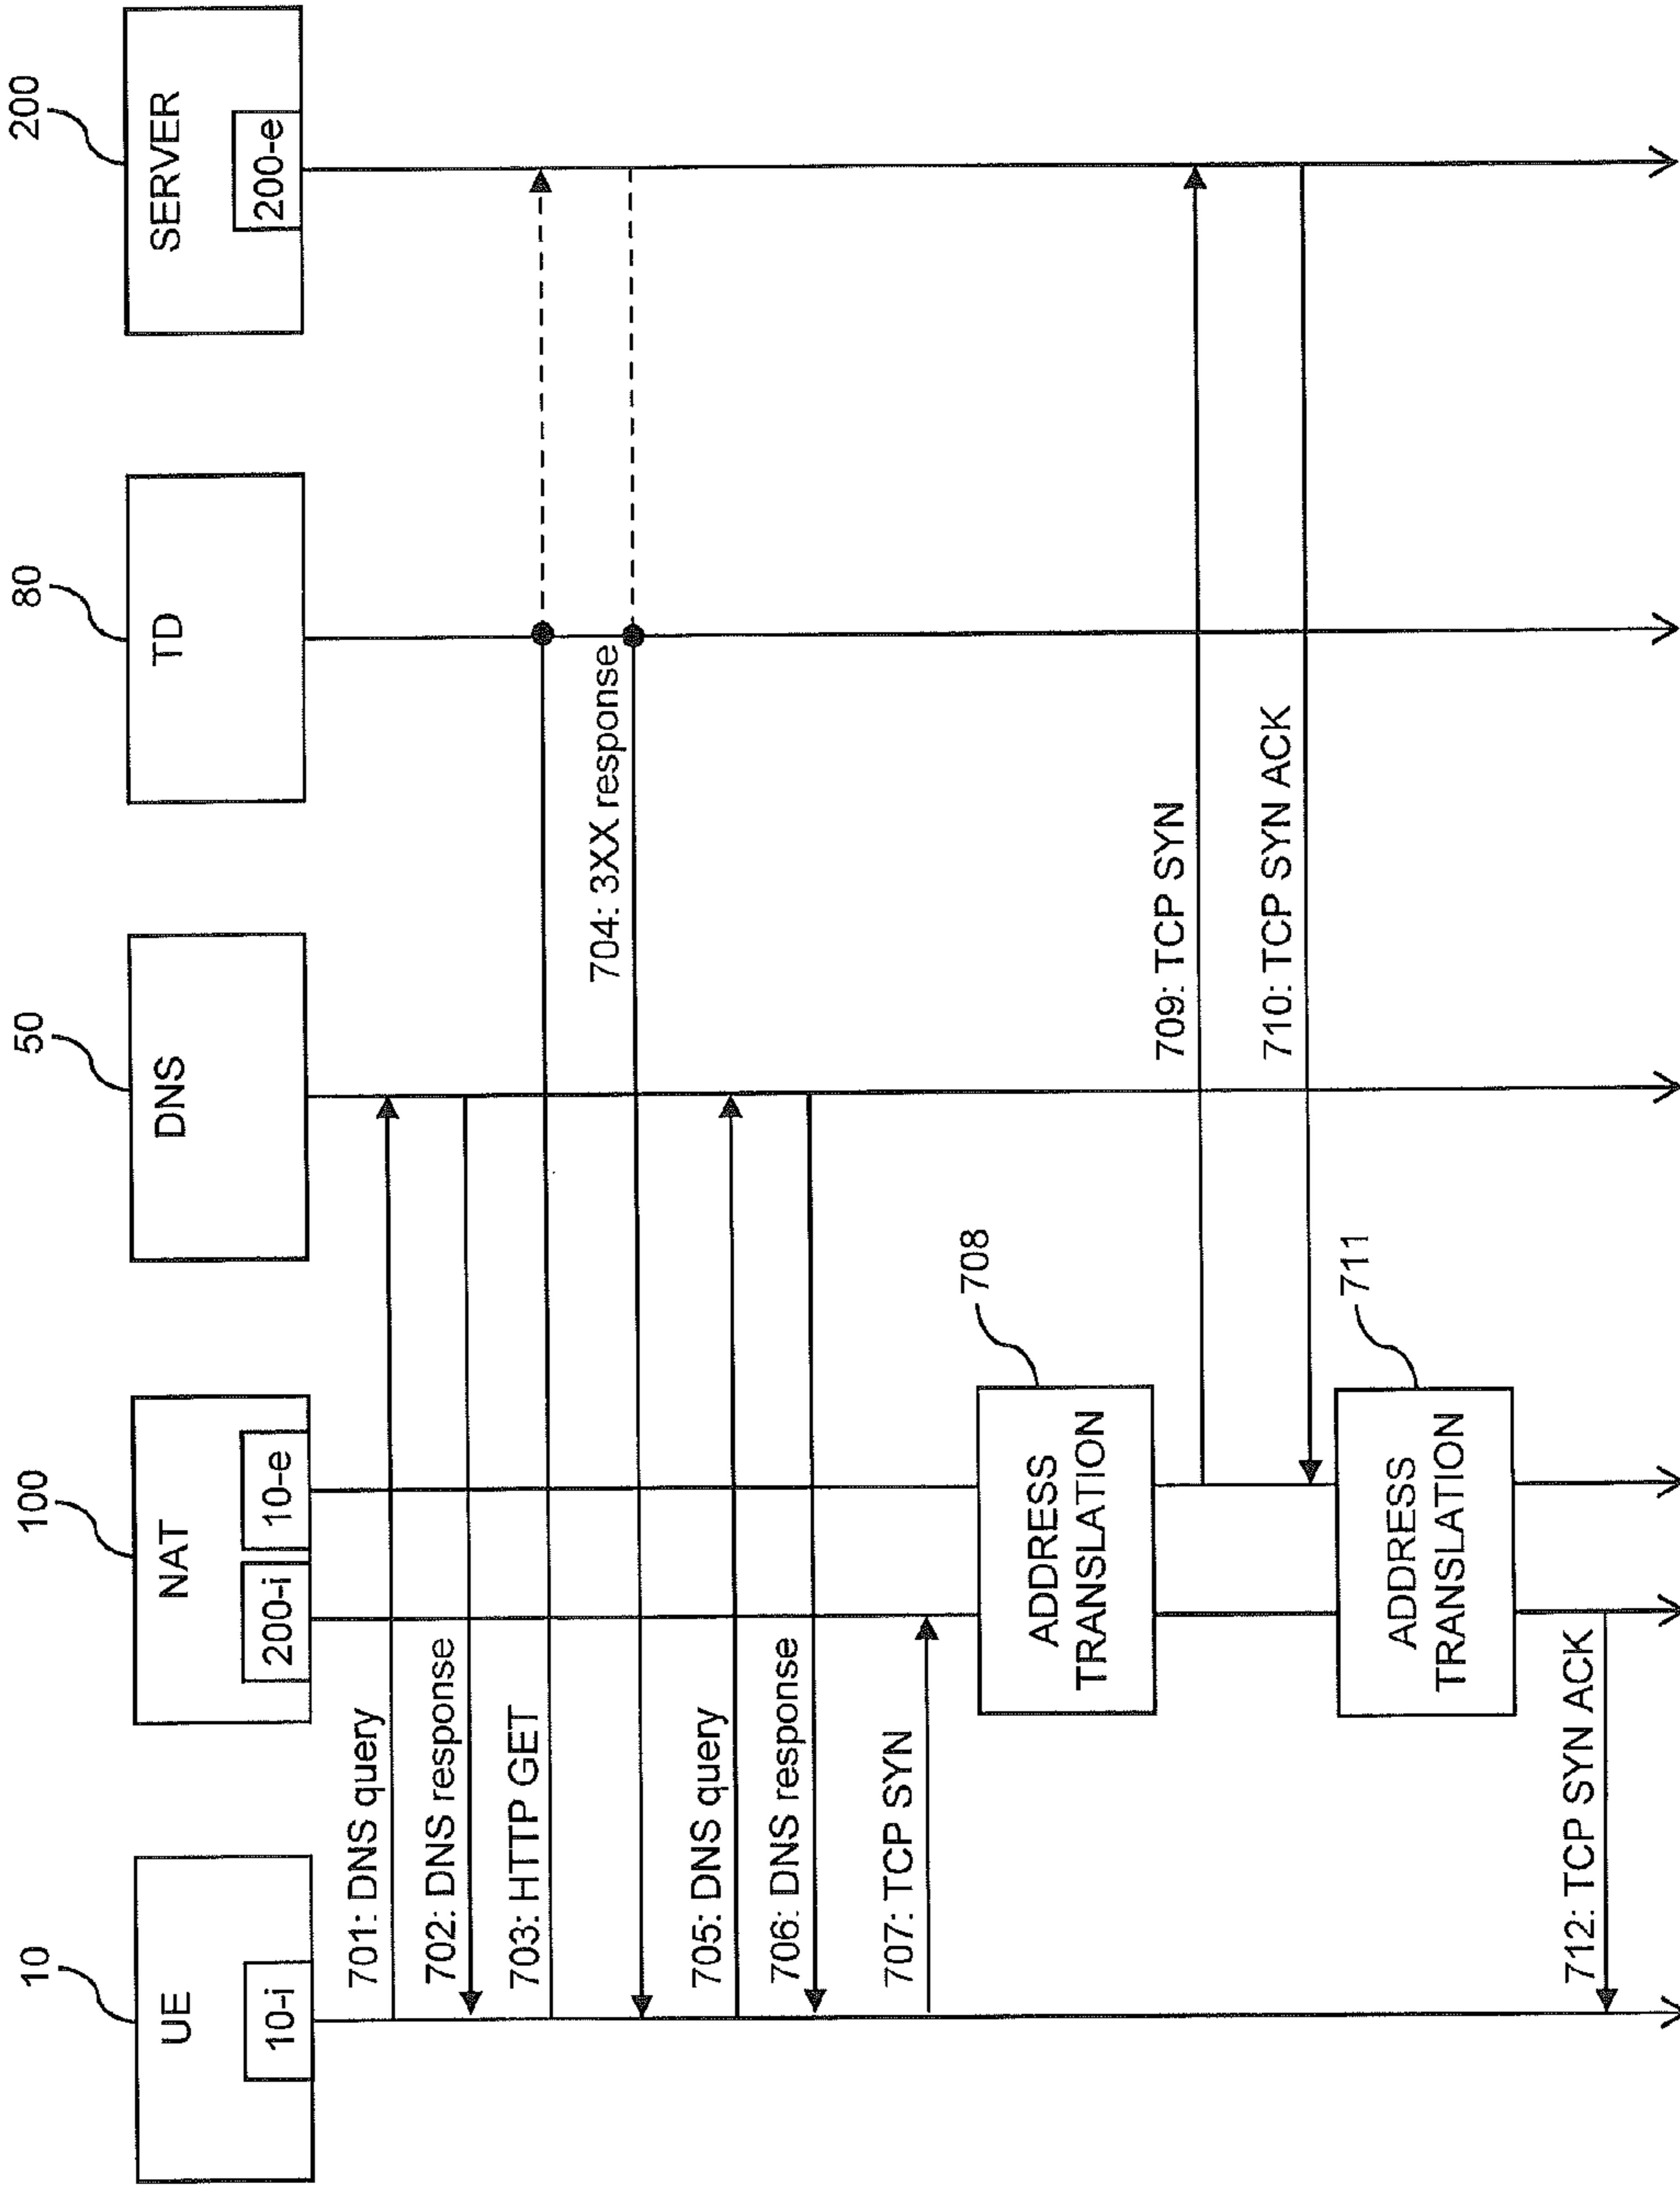 10
100
50
80
200
UE
NAT
DNS
TD
SERVER
10-i
200-i
10-e
200-e
701: DNS query
702: DNS response
703: HTTP GET
704: 3XX response
705: DNS query
706: DNS response
707: TCP SYN
708
ADDRESS
TRANSLATION
709: TCP SYN
710: TCP SYN ACK
711
ADDRESS
TRANSLATION
712: TCP SYN ACK